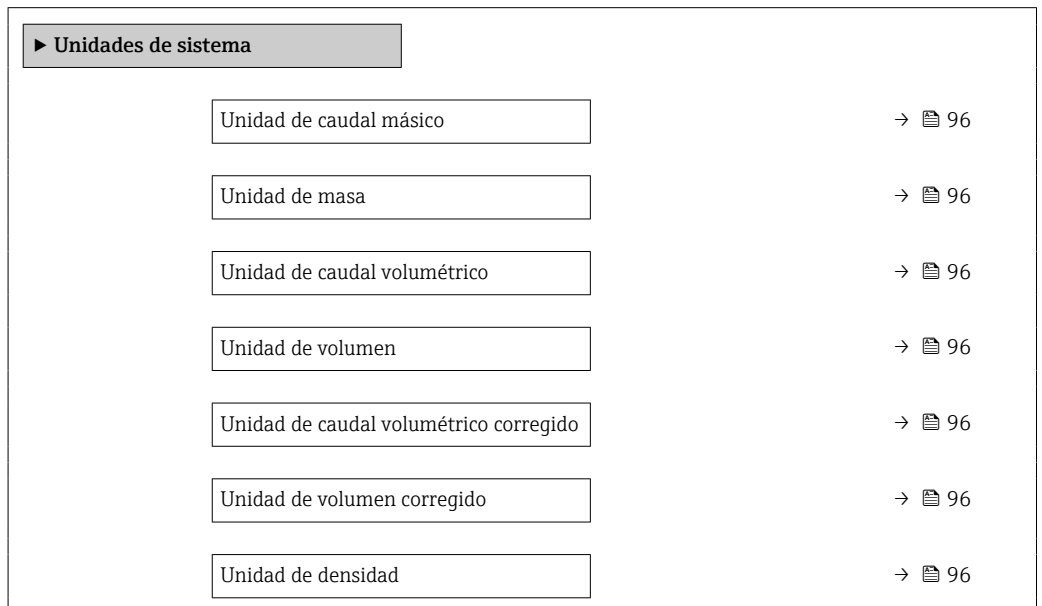 ▶ Unidades de sistema
Unidad de caudal másico → 96
Unidad de masa → 96
Unidad de caudal volumétrico → 96
Unidad de volumen → 96
Unidad de caudal volumétrico corregido → 96
Unidad de volumen corregido → 96
Unidad de densidad → 96